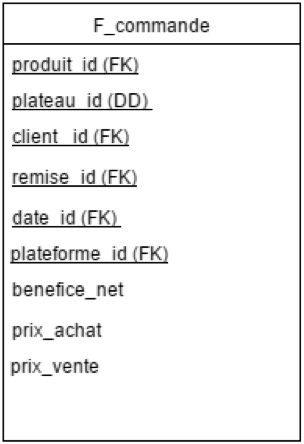 F_commande
produit_id (FK)
plateau_id (DD)
client_id (FK)
remise_id (FK)
date_id (FK)
plateforme_id (FK)
benefice_net
prix_achat
prix_vente